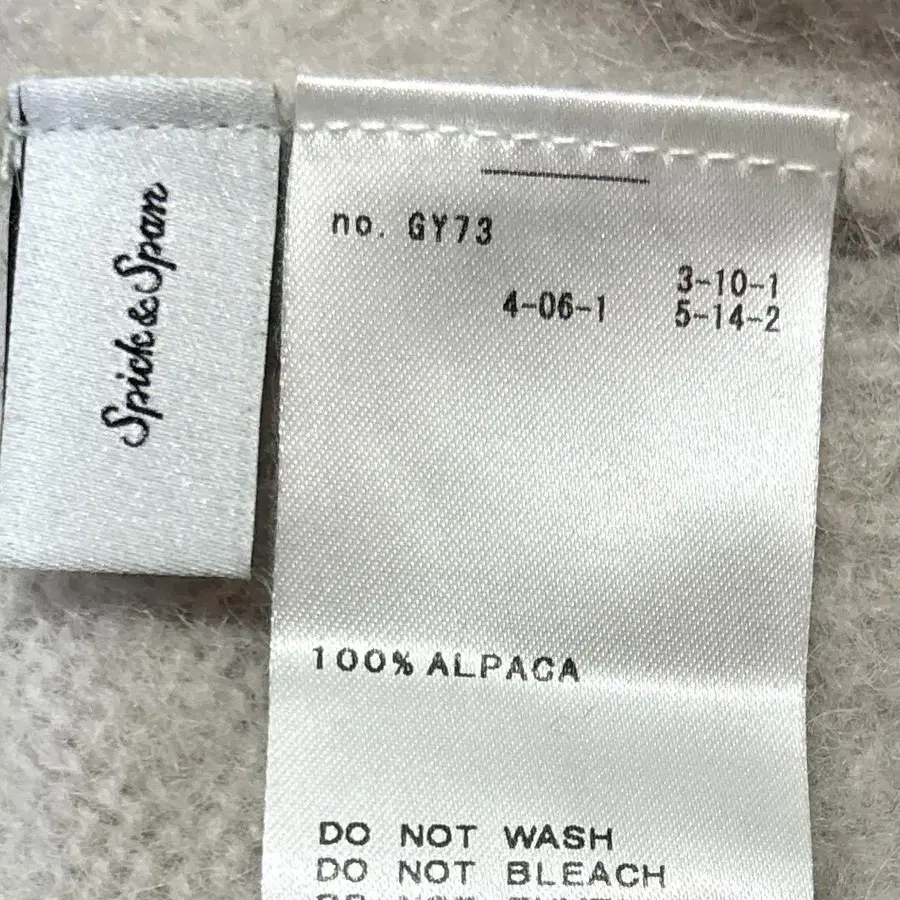 Spick & Span
no. GY73
3-10-1
4-06-1 5-14-2
100% ALPACA
DO NOT WASH
DO NOT BLEACH